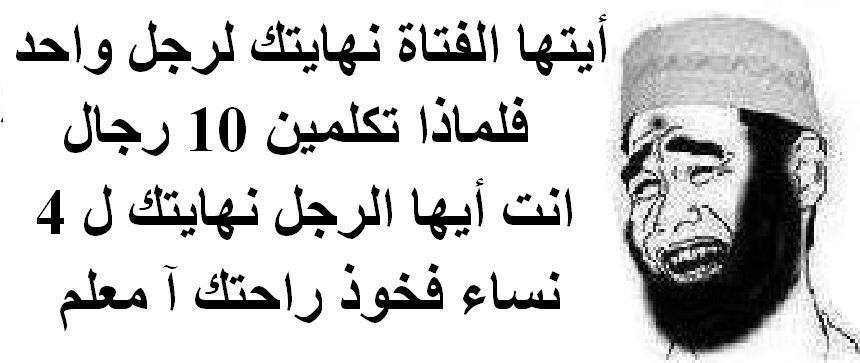 أيتها الفتاة نهايتك لرجل واحد
فلماذا تكلمين 10 رجال
انت أيها الرجل نهايتك ل 4
نساء فخوذ راحتك آ معلم